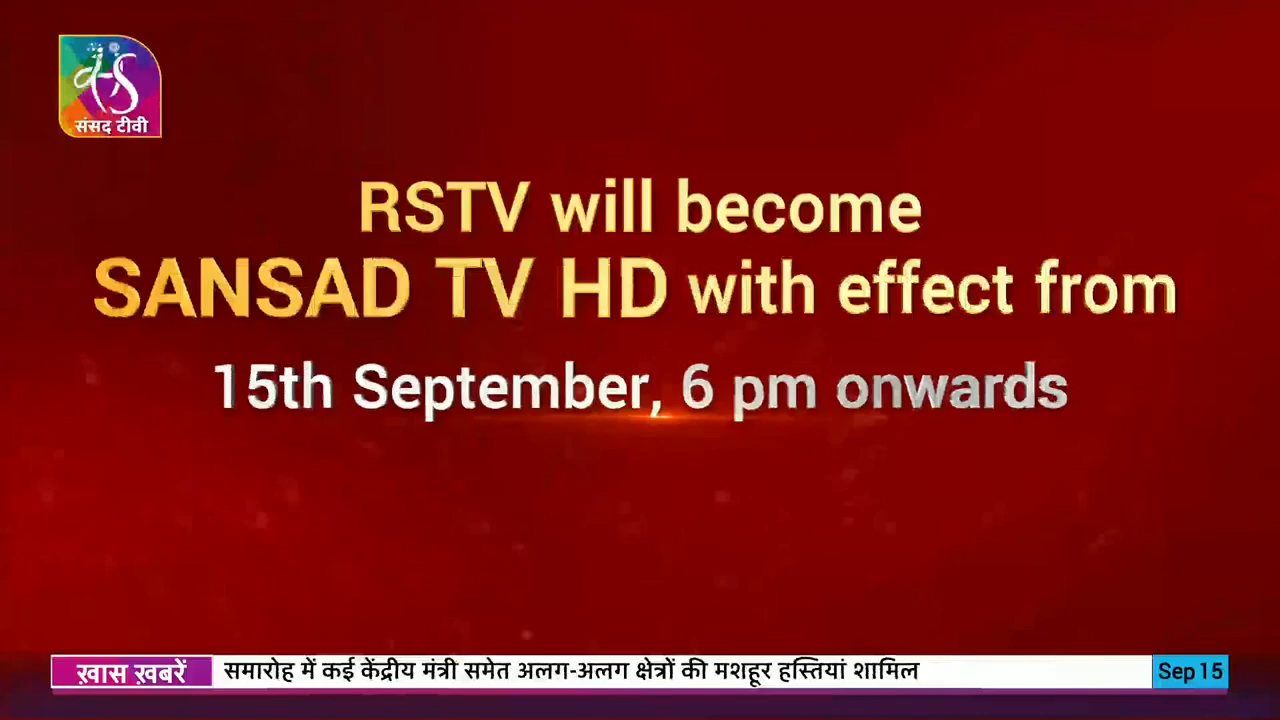 संसद टीवी
RSTV will become
SANSAD TV HD with effect from
15th September, 6 pm onwards
ख़ास ख़बरें समारोह में कई केंद्रीय मंत्री समेत अलग-अलग क्षेत्रों की मशहूर हस्तियां शामिल Sep 15